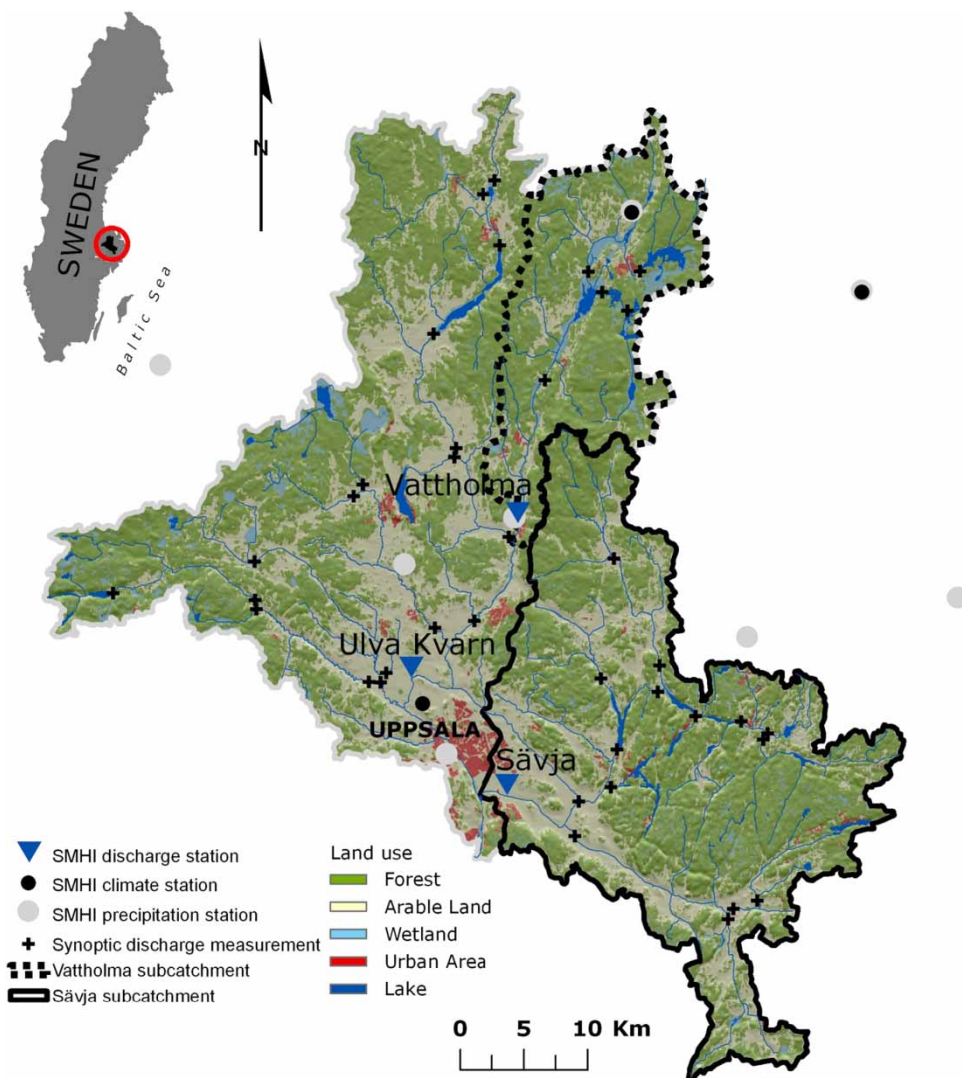 SWEDEN
Baltic Sea
N
Vattholma
Ulva Kvarn
UPPSALA
Sävja
SMHI discharge station
SMHI climate station
SMHI precipitation station
Synoptic discharge measurement
Vattholma subcatchment
Sävja subcatchment
Land use
Forest
Arable Land
Wetland
Urban Area
Lake
0 5 10 Km